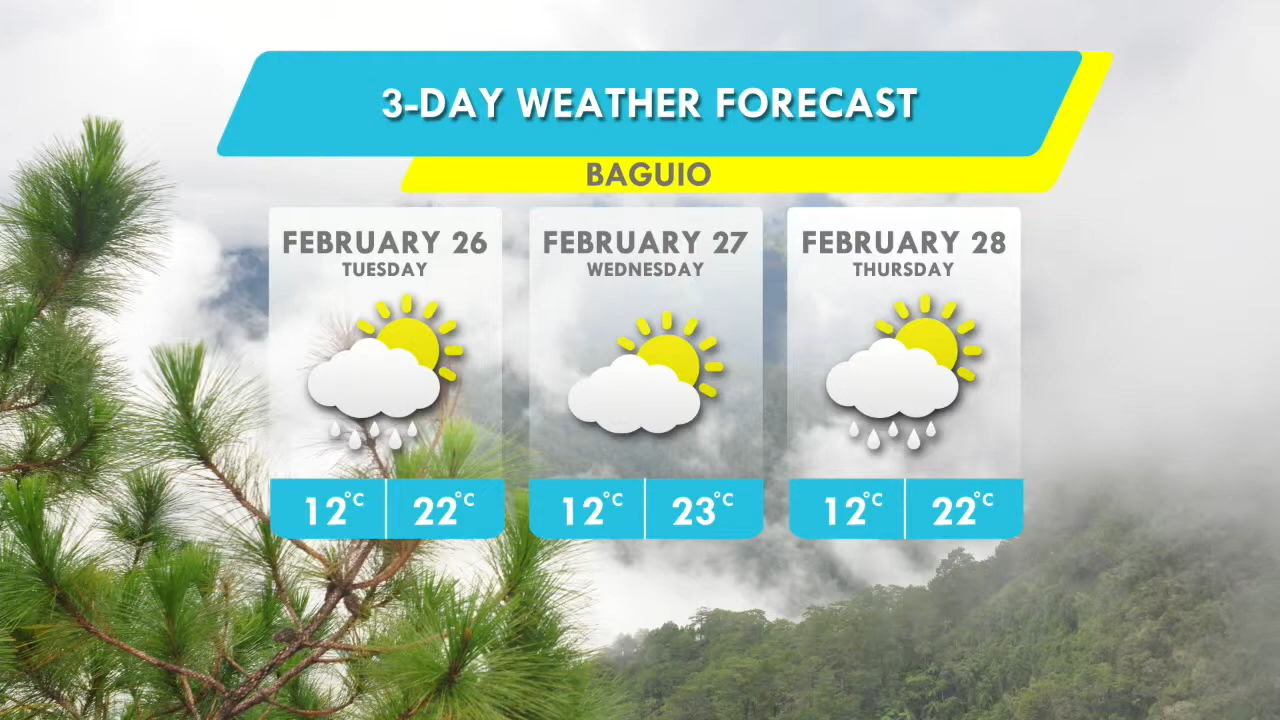 3-DAY WEATHER FORECAST
BAGUIO
FEBRUARY 26
TUESDAY
12°C
22°C
FEBRUARY 27
WEDNESDAY
12°C
23°C
FEBRUARY 28
THURSDAY
12°C
22°C